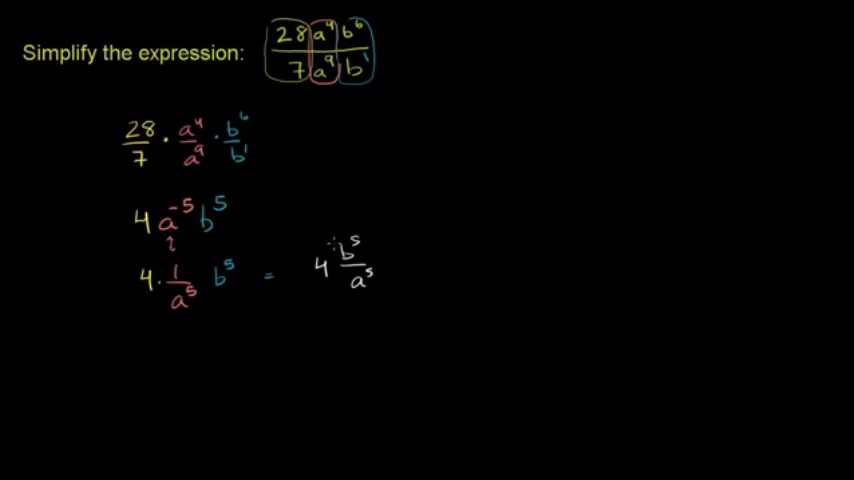 Simplify the expression: 28a⁴b⁶ / 7a⁹b¹
28/7 · a⁴/a⁹ · b⁶/b¹
4a⁻⁵b⁵
4 · 1/a⁵ b⁵ = 4 b⁵/a⁵